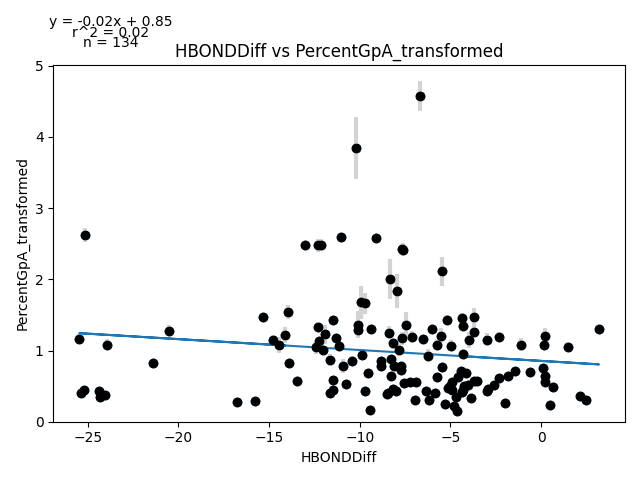 y = -0.02x + 0.85
r^2 = 0.02
n = 134
HBONDDiff vs PercentGpA_transformed
PercentGpA_transformed
5
4
3
2
1
0
−25
−20
−15
−10
−5
0
HBONDDiff